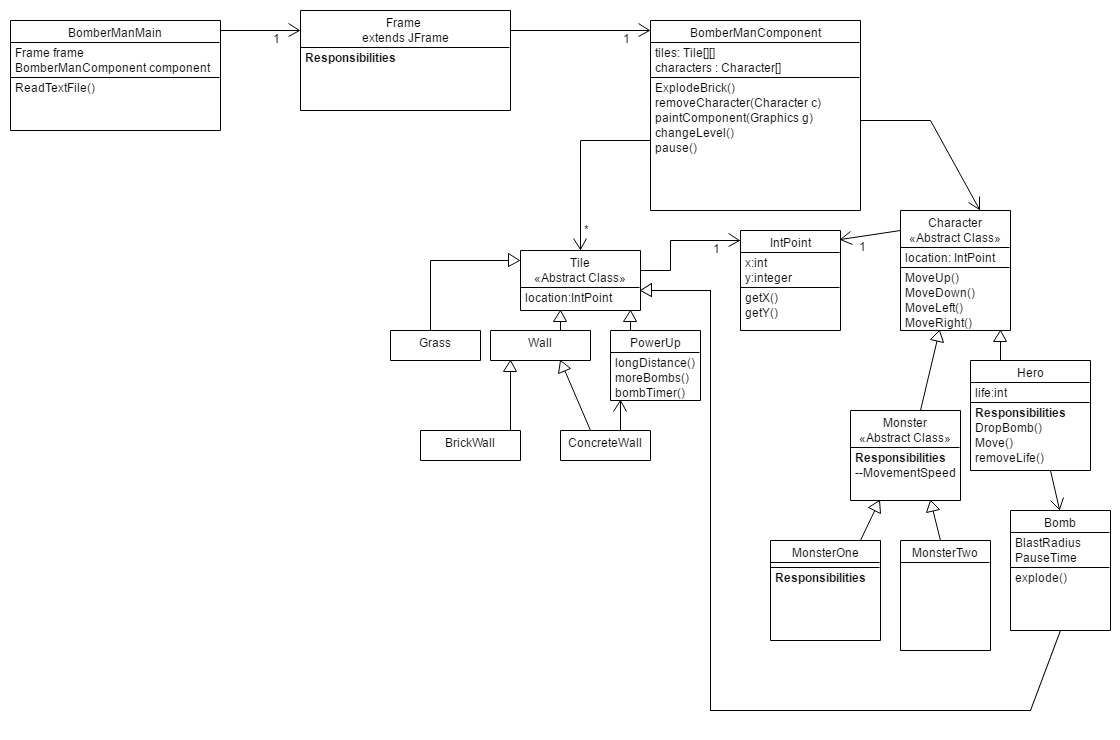 BomberManMain
Frame frame
BomberManComponent component
ReadTextFile()
1
Frame
extends JFrame
Responsibilities
1
BomberManComponent
tiles: Tile[][]
characters : Character[]
ExplodeBrick()
removeCharacter(Character c)
paintComponent(Graphics g)
changeLevel()
pause()
*
Tile
«Abstract Class»
location:IntPoint
1
IntPoint
x:int
y:integer
getX()
getY()
1
Character
«Abstract Class»
location: IntPoint
MoveUp()
MoveDown()
MoveLeft()
MoveRight()
Grass
Wall
PowerUp
longDistance()
moreBombs()
bombTimer()
BrickWall
ConcreteWall
Monster
«Abstract Class»
Responsibilities
--MovementSpeed
Hero
life:int
Responsibilities
DropBomb()
Move()
removeLife()
MonsterOne
Responsibilities
MonsterTwo
Bomb
BlastRadius
PauseTime
explode()